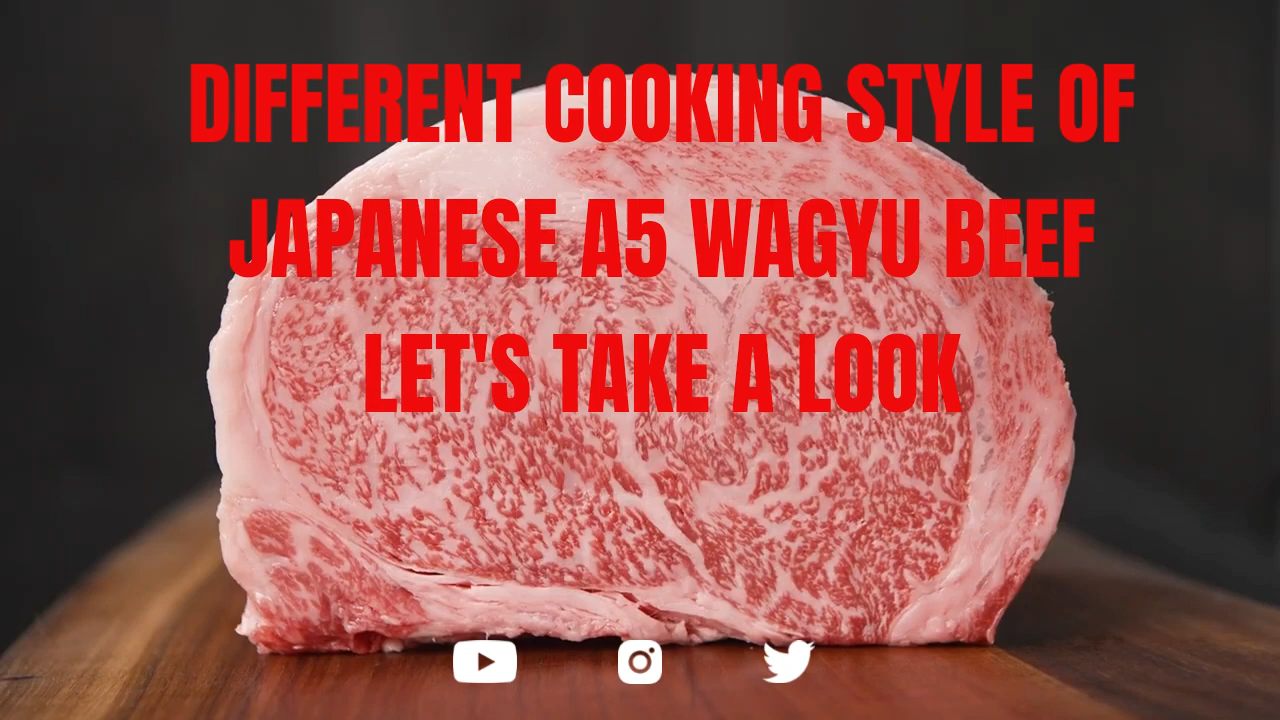 DIFFERENT COOKING STYLE OF
JAPANESE A5 WAGYU BEEF
LET'S TAKE A LOOK